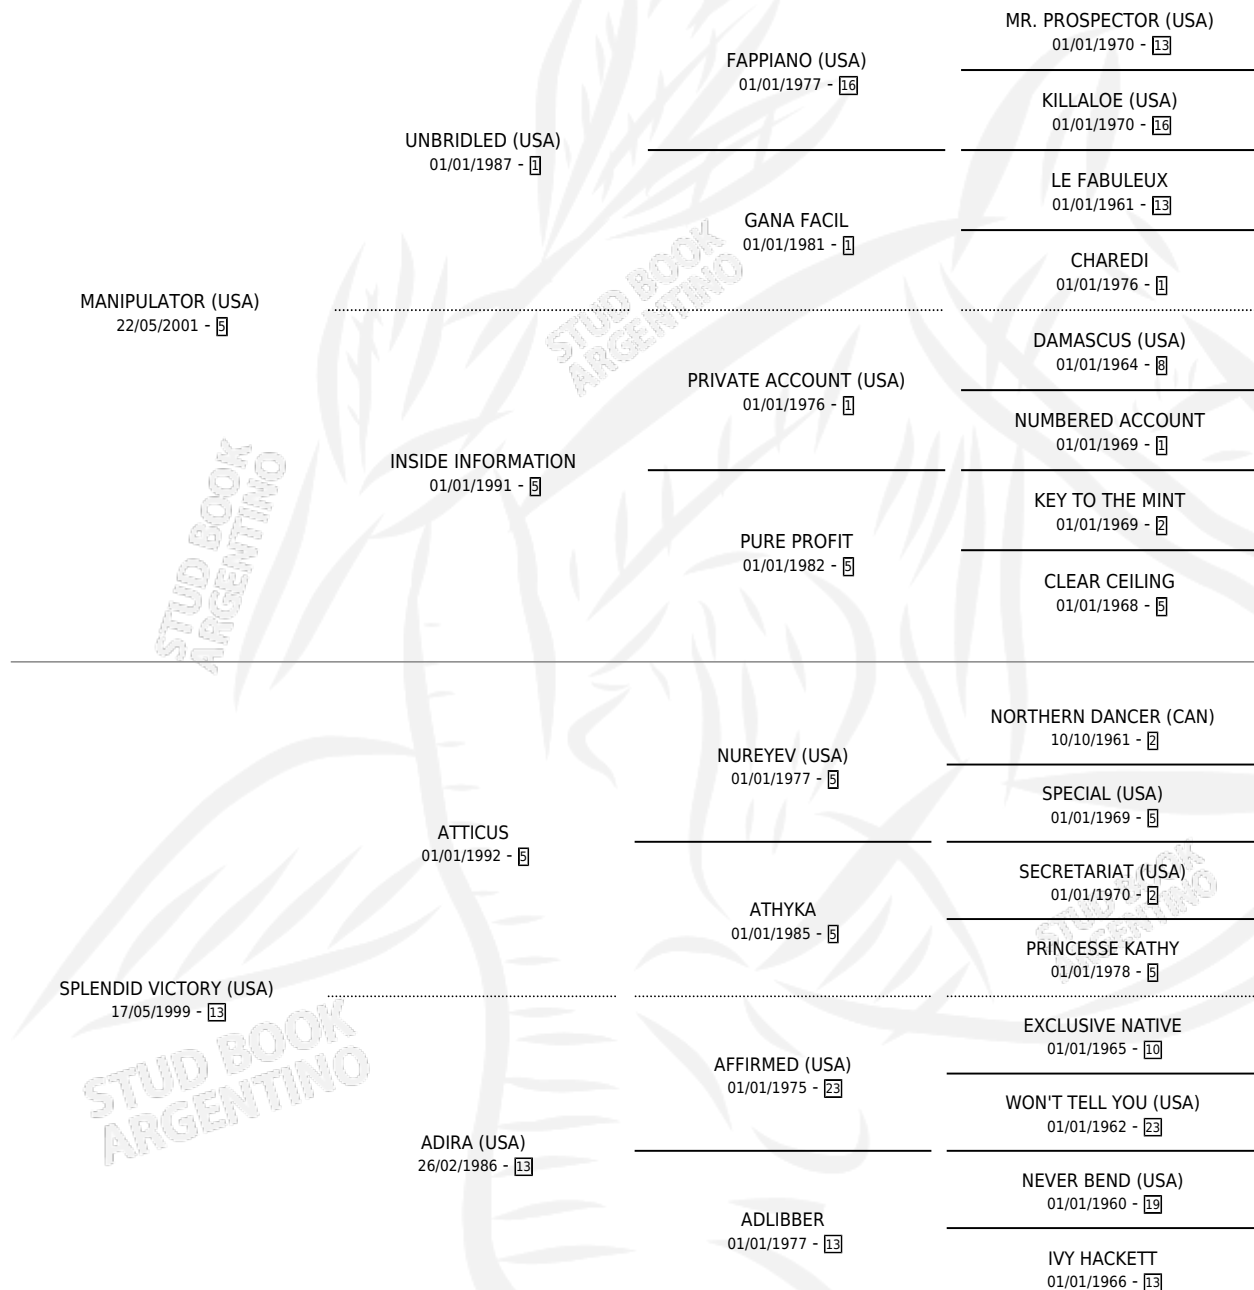 MR. PROSPECTOR (USA)
01/01/1970 - 13
FAPPIANO (USA)
01/01/1977 - 16
KILLALOE (USA)
01/01/1970 - 16
UNBRIDLED (USA)
01/01/1987 - 1
LE FABULEUX
01/01/1961 - 13
GANA FACIL
01/01/1981 - 1
CHAREDI
01/01/1976 - 1
MANIPULATOR (USA)
22/05/2001 - 5
DAMASCUS (USA)
01/01/1964 - 8
PRIVATE ACCOUNT (USA)
01/01/1976 - 1
NUMBERED ACCOUNT
01/01/1969 - 1
INSIDE INFORMATION
01/01/1991 - 5
KEY TO THE MINT
01/01/1969 - 2
PURE PROFIT
01/01/1982 - 5
CLEAR CEILING
01/01/1968 - 5
NORTHERN DANCER (CAN)
10/10/1961 - 2
NUREYEV (USA)
01/01/1977 - 5
SPECIAL (USA)
01/01/1969 - 5
ATTICUS
01/01/1992 - 5
SECRETARIAT (USA)
01/01/1970 - 2
ATHYKA
01/01/1985 - 5
PRINCESSE KATHY
01/01/1978 - 5
SPLENDID VICTORY (USA)
17/05/1999 - 13
EXCLUSIVE NATIVE
01/01/1965 - 10
AFFIRMED (USA)
01/01/1975 - 23
WON'T TELL YOU (USA)
01/01/1962 - 23
ADIRA (USA)
26/02/1986 - 13
NEVER BEND (USA)
01/01/1960 - 19
ADLIBBER
01/01/1977 - 13
IVY HACKETT
01/01/1966 - 13
STUD BOOK
ARGENTINO
STUD BOOK
ARGENTINO
STUD BOOK
ARGENTINO
STUD BOOK
ARGENTINO